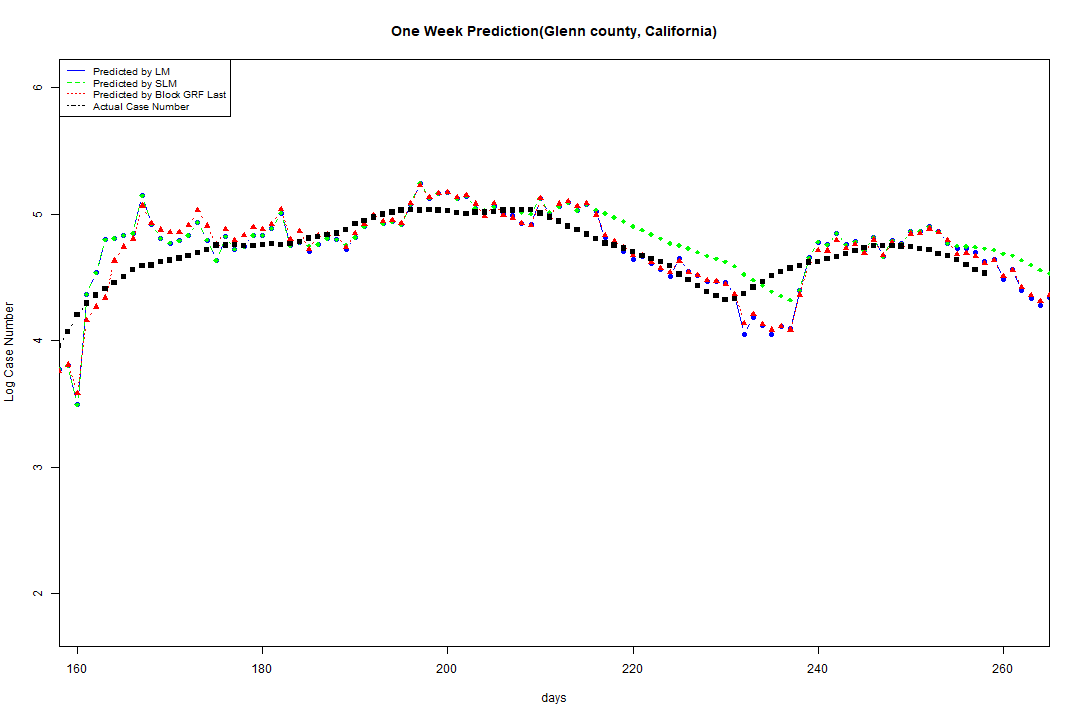 One Week Prediction(Glenn county, California)
Predicted by LM
Predicted by SLM
Predicted by Block GRF Last
Actual Case Number
6
5
4
3
2
Log Case Number
160 180 200 220 240 260
days